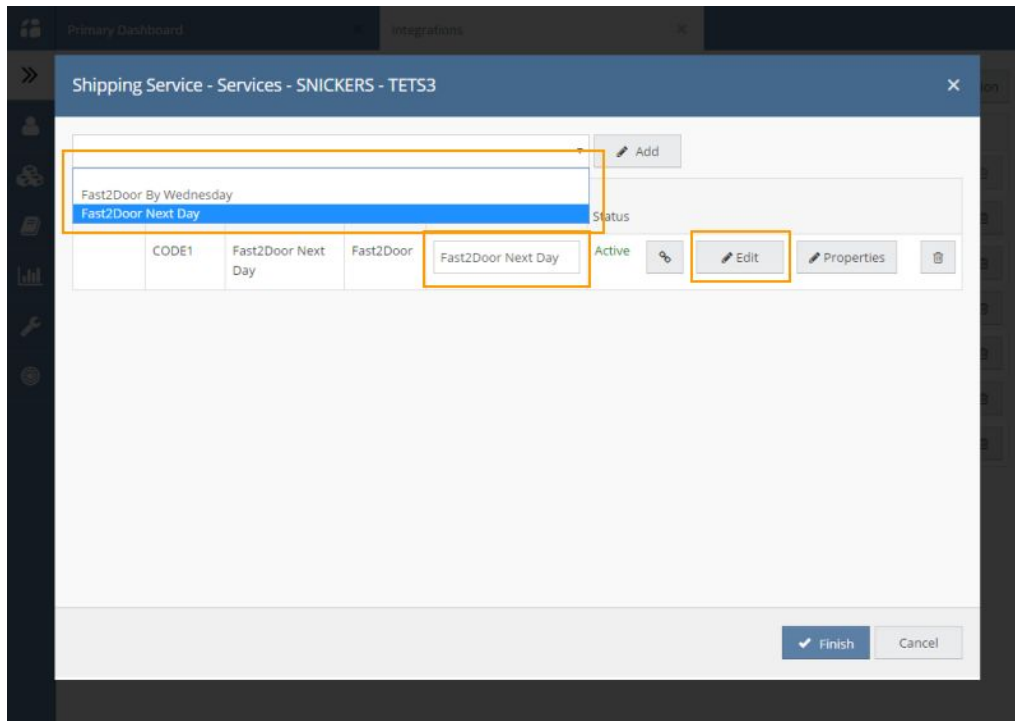 Primary Dashboard
Integrations
Shipping Service - Services - SNICKERS - TETS3
Add
Fast2Door By Wednesday
Fast2Door Next Day
Status
CODE1
Fast2Door Next
Day
Fast2Door
Fast2Door Next Day
Active
Edit
Properties
Finish
Cancel